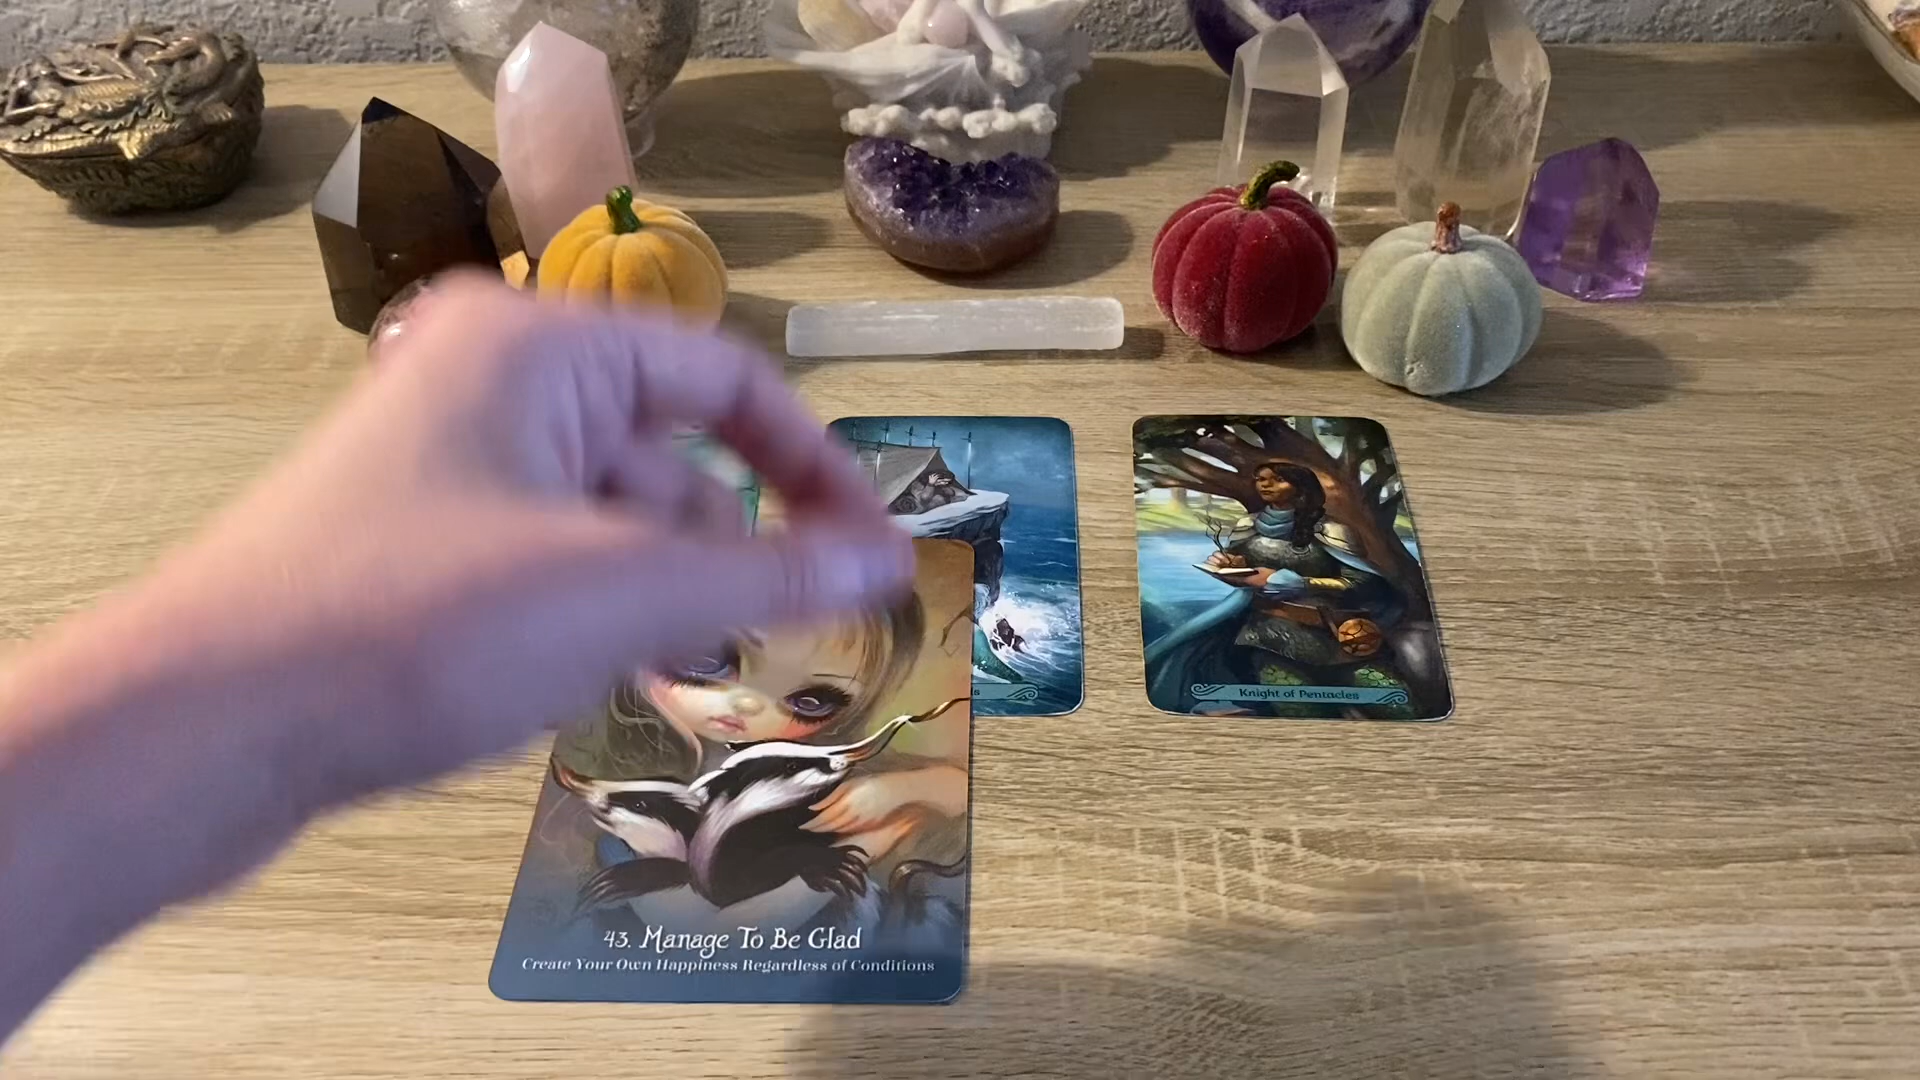 Knight of Pentacles
43. Manage To Be Glad
Create Your Own Happiness Regardless of Conditions